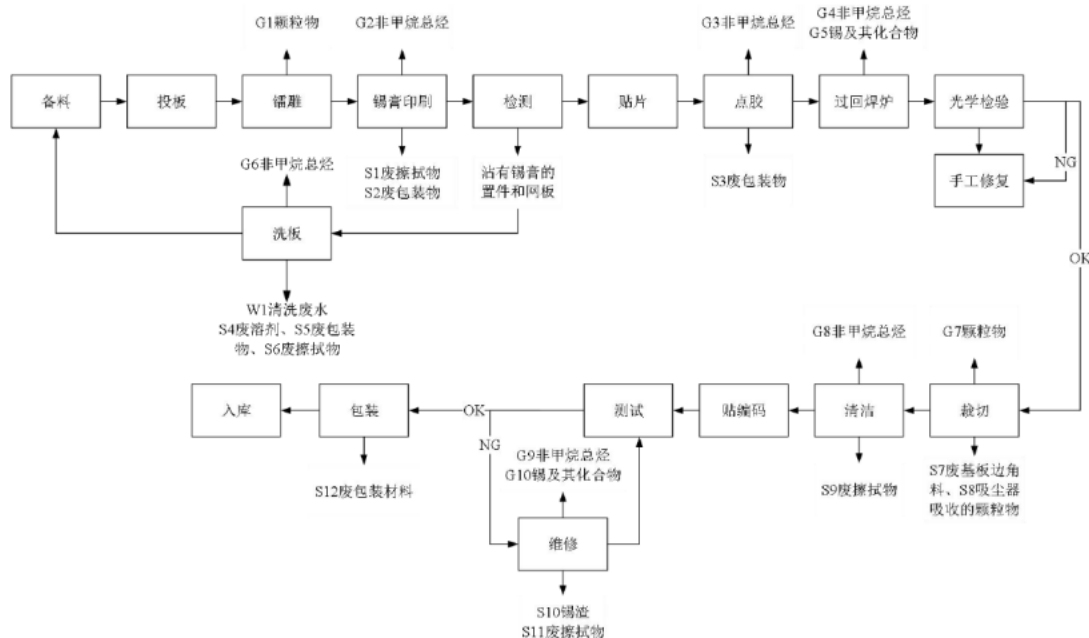 G1颗粒物
G2非甲烷总烃
G3非甲烷总烃
G4非甲烷总烃
G5锡及其化合物
备料
投板
镭雕
锡膏印刷
检测
贴片
点胶
过回焊炉
光学检验
G6非甲烷总烃
S1废擦拭物
S2废包装物
沾有锡膏的
置件和网板
S3废包装物
手工修复
NG
洗板
OK
W1清洗废水
S4废溶剂、S5废包装
物、S6废擦拭物
G8非甲烷总烃
G7颗粒物
入库
包装
OK
测试
贴编码
清洁
裁切
NG
G9非甲烷总烃
G10锡及其化合物
S12废包装材料
S9废擦拭物
S7废基板边角
料、S8吸尘器
吸收的颗粒物
维修
S10锡渣
S11废擦拭物